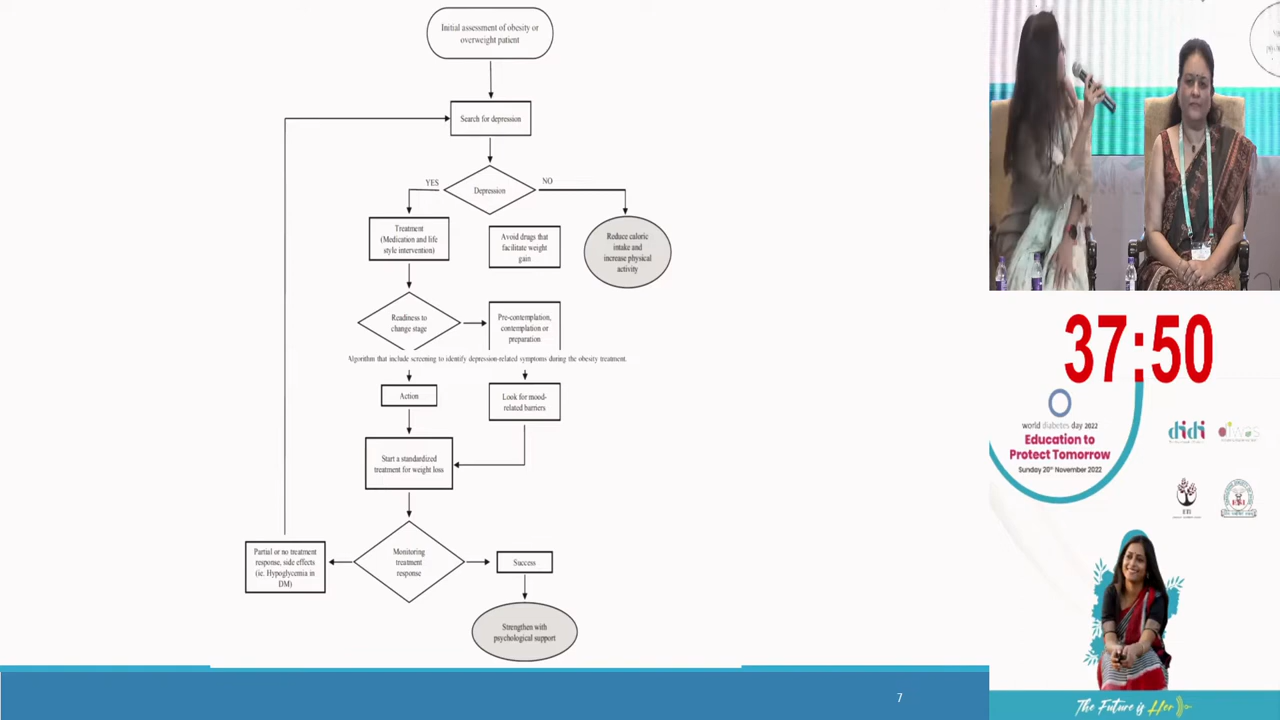 Initial assessment of obesity or
overweight patient
Search for depression
YES
NO
Depression
Treatment
(Medication and life
style intervention)
Avoid drugs that
facilitate weight
gain
Reduce caloric
intake and
increase physical
activity
Readiness to
change stage
Pre-contemplation,
contemplation or
preparation
Algorithm that include screening to identify depression-related symptoms during the obesity treatment.
Action
Look for mood-
related barriers
Start a standardized
treatment for weight loss
Partial or no treatment
response, side effects
(ie. Hypoglycemia in
DM)
Monitoring
treatment
response
Success
Strengthen with
psychological support
7
37:50
world diabetes day 2022
Education to
Protect Tomorrow
Sunday 20th November 2022
didi
The Future is Her